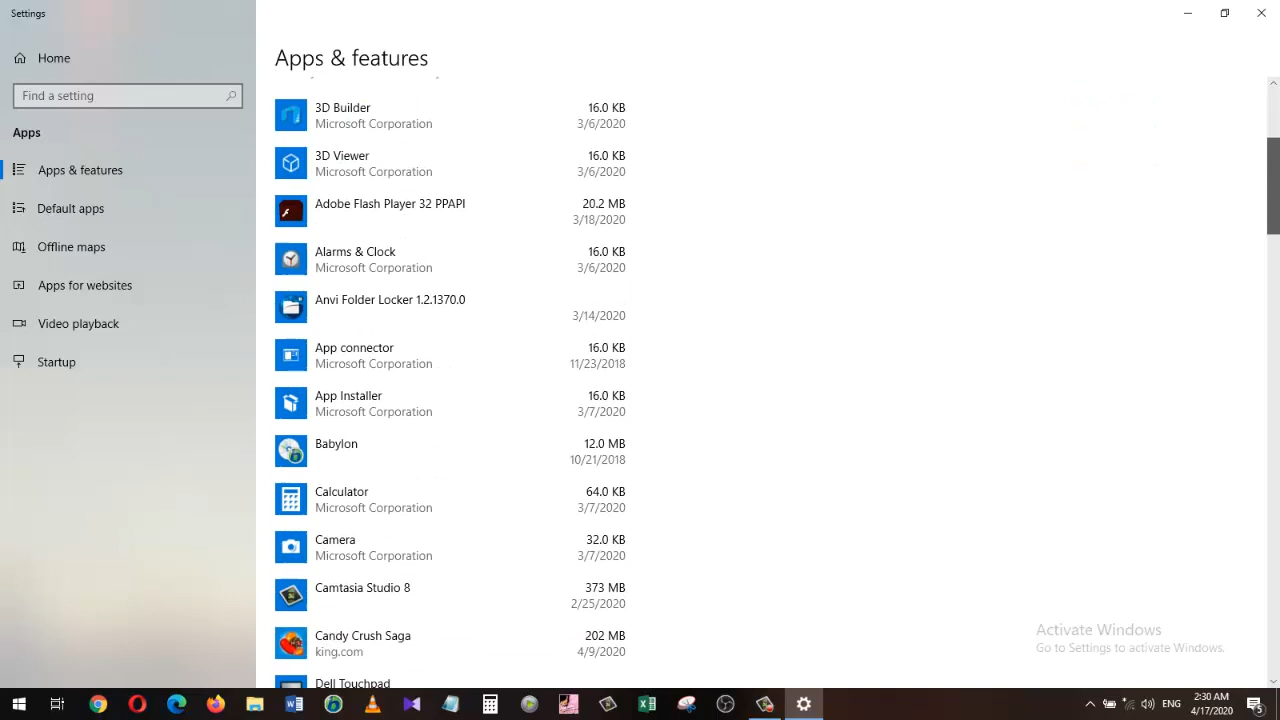 Settings
Home
Find a setting
Apps
Apps & features
Default apps
Offline maps
Apps for websites
Video playback
Startup
Apps & features
3D Builder 16.0 KB
Microsoft Corporation 3/6/2020
3D Viewer 16.0 KB
Microsoft Corporation 3/6/2020
Adobe Flash Player 32 PPAPI 20.2 MB
3/18/2020
Alarms & Clock 16.0 KB
Microsoft Corporation 3/6/2020
Anvi Folder Locker 1.2.1370.0
3/14/2020
App connector 16.0 KB
Microsoft Corporation 11/23/2018
App Installer 16.0 KB
Microsoft Corporation 3/7/2020
Babylon 12.0 MB
10/21/2018
Calculator 64.0 KB
Microsoft Corporation 3/7/2020
Camera 32.0 KB
Microsoft Corporation 3/7/2020
Camtasia Studio 8 373 MB
2/25/2020
Candy Crush Saga 202 MB
king.com 4/9/2020
Dell Touchpad
Activate Windows
Go to Settings to activate Windows.
ENG
2:30 AM
4/17/2020
5